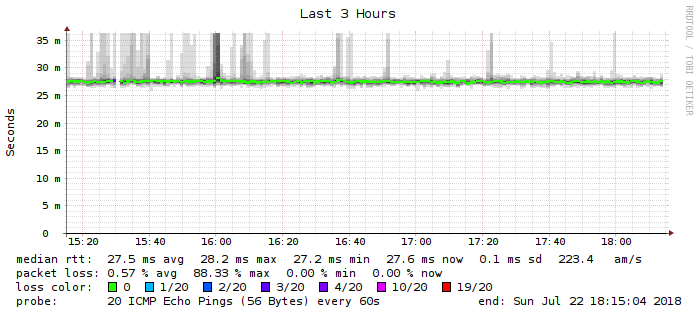 Last 3 Hours
RRDTOOL / TOBI OETIKER
Seconds
35 m
30 m
25 m
20 m
15 m
10 m
5 m
0
15:20 15:40 16:00 16:20 16:40 17:00 17:20 17:40 18:00
median rtt: 27.5 ms avg 28.2 ms max 27.2 ms min 27.6 ms now 0.1 ms sd 223.4 am/s
packet loss: 0.57 % avg 88.33 % max 0.00 % min 0.00 % now
loss color: 0 1/20 2/20 3/20 4/20 10/20 19/20
probe: 20 ICMP Echo Pings (56 Bytes) every 60s end: Sun Jul 22 18:15:04 2018